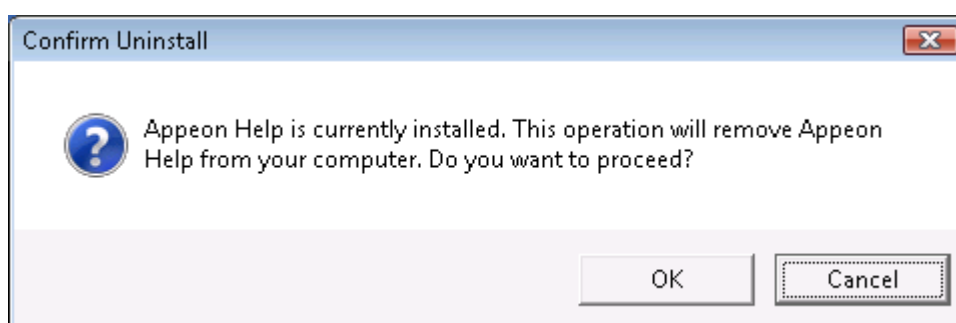 Confirm Uninstall
Appeon Help is currently installed. This operation will remove Appeon
Help from your computer. Do you want to proceed?
OK
Cancel